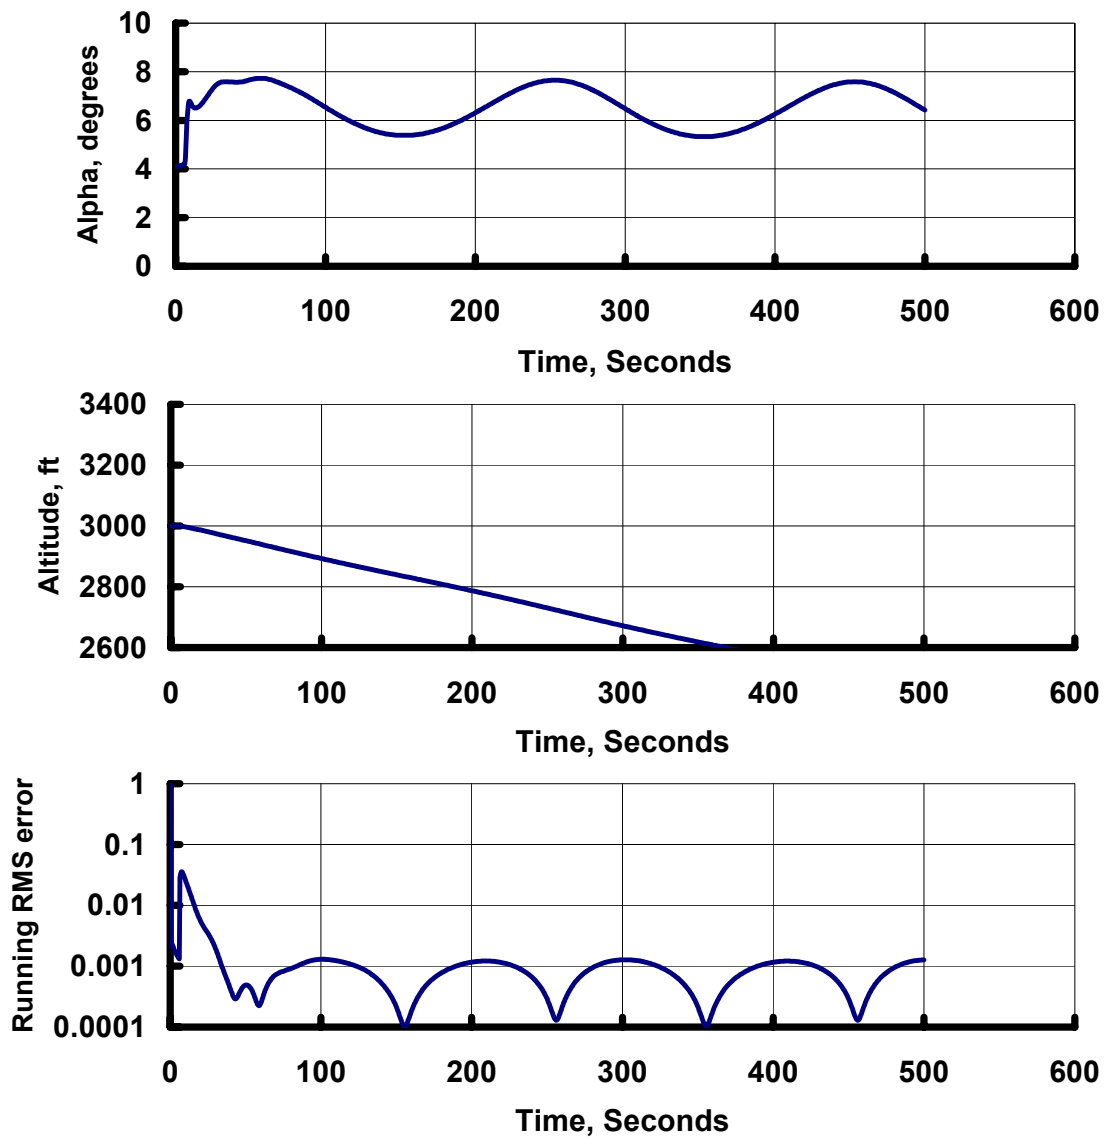 10
8
6
4
2
0
Alpha, degrees
0 100 200 300 400 500 600
Time, Seconds
3400
3200
3000
2800
2600
Altitude, ft
0 100 200 300 400 500 600
Time, Seconds
1
0.1
0.01
0.001
0.0001
Running RMS error
0 100 200 300 400 500 600
Time, Seconds